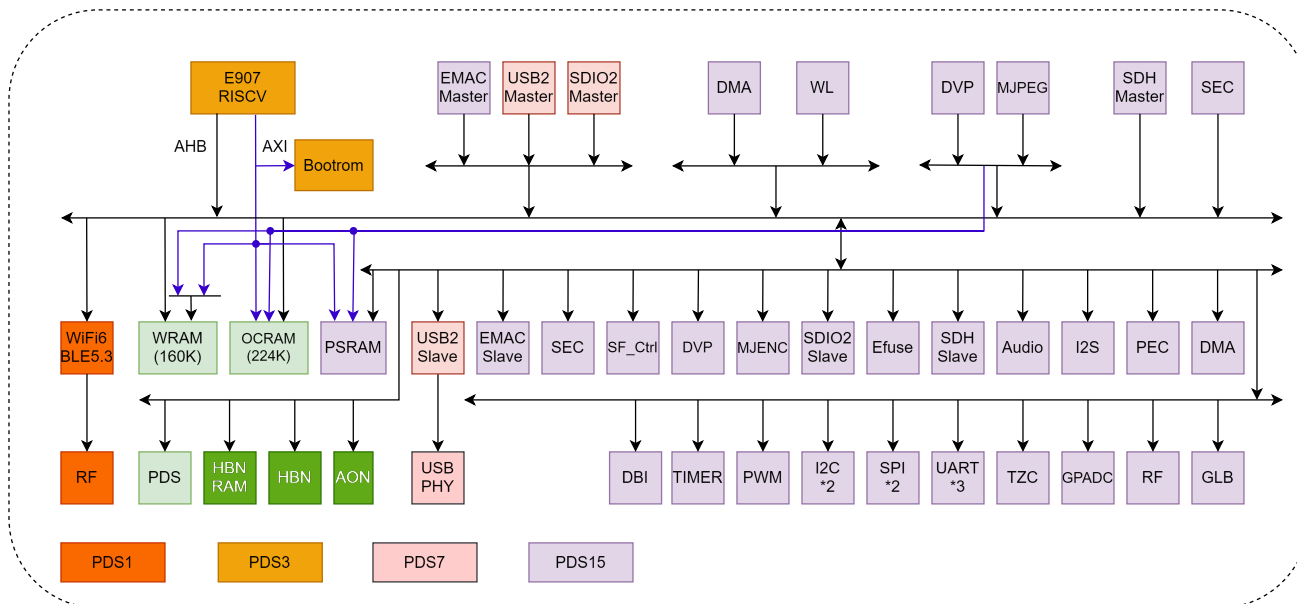 E907
RISCV
EMAC
Master
USB2
Master
SDIO2
Master
DMA
WL
DVP
MJPEG
SDH
Master
SEC
AHB
AXI
Bootrom
WiFi6
BLE5.3
WRAM
(160K)
OCRAM
(224K)
PSRAM
USB2
Slave
EMAC
Slave
SEC
SF_Ctrl
DVP
MJENC
SDIO2
Slave
Efuse
SDH
Slave
Audio
I2S
PEC
DMA
RF
PDS
HBN
RAM
HBN
AON
USB
PHY
DBI
TIMER
PWM
I2C
*2
SPI
*2
UART
*3
TZC
GPADC
RF
GLB
PDS1
PDS3
PDS7
PDS15